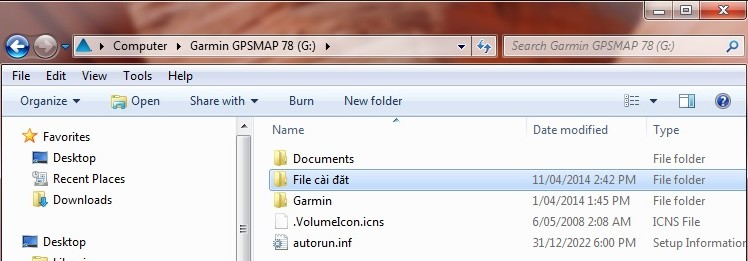 Computer Garmin GPSMAP 78 (G:)
Search Garmin GPSMAP 78 (G:)
File Edit View Tools Help
Organize Open Share with Burn New folder
Favorites
Desktop
Recent Places
Downloads
Desktop
Name Date modified Type
Documents File folder
File cài đặt 11/04/2014 2:42 PM File folder
Garmin 1/04/2014 1:45 PM File folder
.VolumeIcon.icns 6/05/2008 2:08 AM ICNS File
autorun.inf 31/12/2022 6:00 PM Setup Information